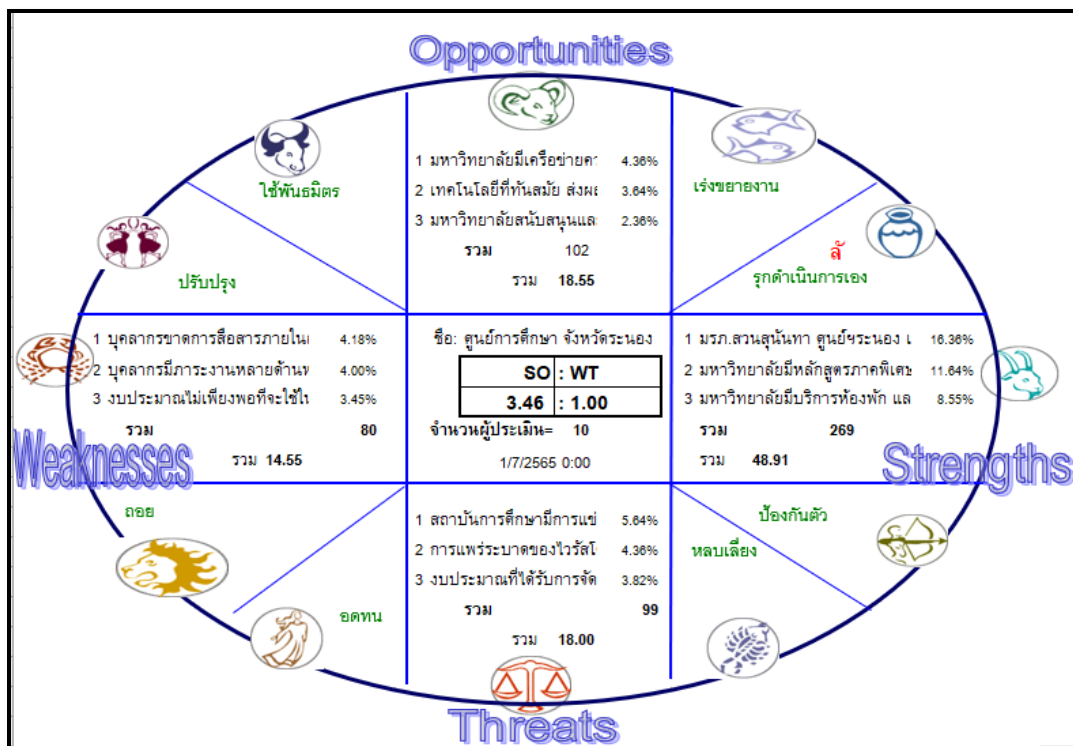 Opportunities
1 มหาวิทยาลัยมีเครือข่ายคว 4.36%
2 เทคโนโลยีที่ทันสมัย ส่งผล 3.64%
3 มหาวิทยาลัยสนับสนุนและ 2.36%
รวม 102
รวม 18.55
ใช้พันธมิตร
เร่งขยายงาน
ปรับปรุง
ลั
รุกดำเนินการเอง
1 บุคลากรขาดการสื่อสารภายใน 4.18%
2 บุคลากรมีภาระงานหลายด้านท 4.00%
3 งบประมาณไม่เพียงพอที่จะใช้ใน 3.45%
รวม 80
รวม 14.55
Weaknesses
ชื่อ: ศูนย์การศึกษา จังหวัดระนอง
SO : WT
3.46 : 1.00
จำนวนผู้ประเมิน= 10
1/7/2565 0:00
1 มรภ.สวนสุนันทา ศูนย์ฯระนอง เ 16.36%
2 มหาวิทยาลัยมีหลักสูตรภาคพิเศษ 11.64%
3 มหาวิทยาลัยมีบริการห้องพัก แล 8.55%
รวม 269
รวม 48.91
Strengths
ถอย
อดทน
1 สถาบันการศึกษามีการแข่ 5.64%
2 การแพร่ระบาดของไวรัสโ 4.36%
3 งบประมาณที่ได้รับการจัด 3.82%
รวม 99
รวม 18.00
ป้องกันตัว
หลบเลี่ยง
Threats